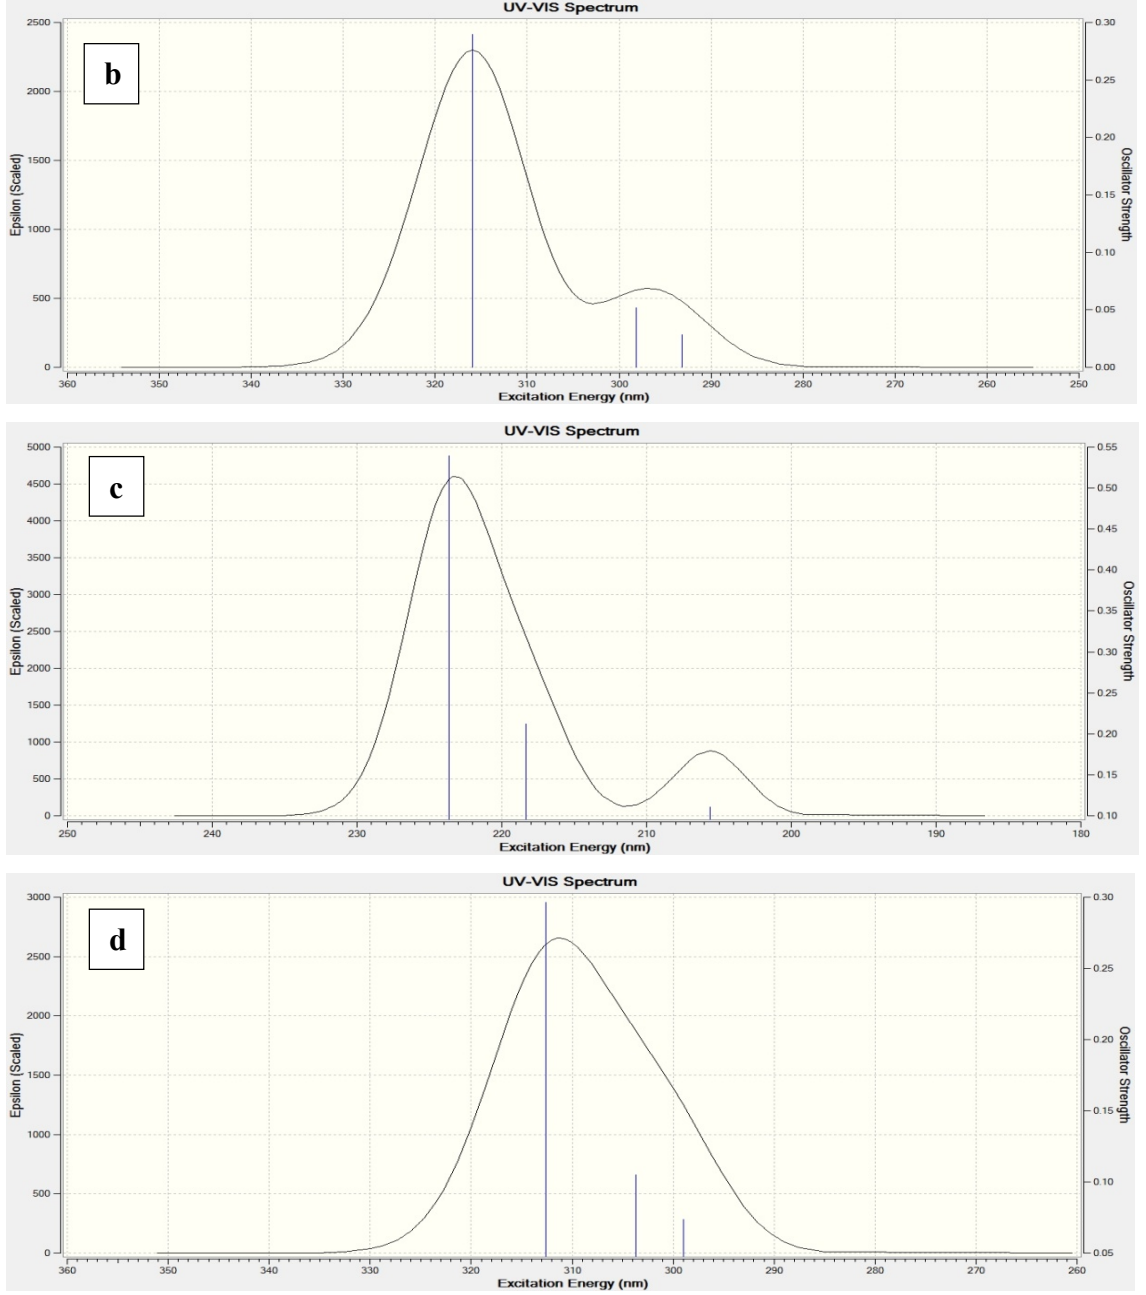 UV-VIS Spectrum
b
Epsilon (Scaled)
2500
2000
1500
1000
500
0
0.30
0.25
0.20
0.15
0.10
0.05
0.00
Oscillator Strength
360 350 340 330 320 310 300 290 280 270 260 250
Excitation Energy (nm)
UV-VIS Spectrum
c
Epsilon (Scaled)
5000
4500
4000
3500
3000
2500
2000
1500
1000
500
0
0.55
0.50
0.45
0.40
0.35
0.30
0.25
0.20
0.15
0.10
Oscillator Strength
250 240 230 220 210 200 190 180
Excitation Energy (nm)
UV-VIS Spectrum
d
Epsilon (Scaled)
3000
2500
2000
1500
1000
500
0
0.30
0.25
0.20
0.15
0.10
0.05
Oscillator Strength
360 350 340 330 320 310 300 290 280 270 260
Excitation Energy (nm)